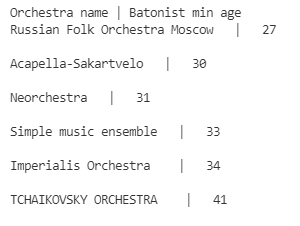 Orchestra name | Batonist min age
Russian Folk Orchestra Moscow | 27
Acapella-Sakartvelo | 30
Neorchestra | 31
Simple music ensemble | 33
Imperialis Orchestra | 34
TCHAIKOVSKY ORCHESTRA | 41